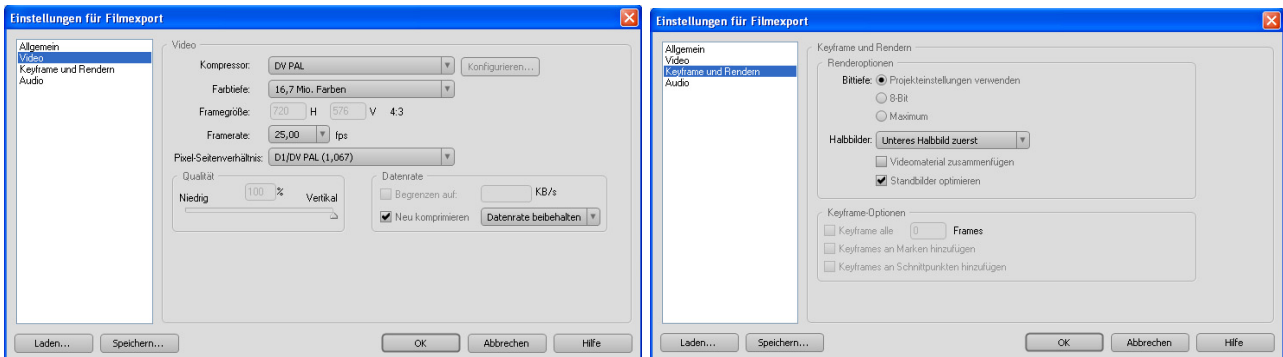 Einstellungen für Filmexport
Allgemein
Video
Keyframe und Rendern
Audio
Video
Kompressor: DV PAL Konfigurieren...
Farbtiefe: 16,7 Mio. Farben
Framegröße: 720 H 576 V 4:3
Framerate: 25,00 fps
Pixel-Seitenverhältnis: D1/DV PAL (1,067)
Qualität
Niedrig 100 % Vertikal
Datenrate
Begrenzen auf: KB/s
Neu komprimieren Datenrate beibehalten
Laden... Speichern... OK Abbrechen Hilfe
Einstellungen für Filmexport
Allgemein
Video
Keyframe und Rendern
Audio
Keyframe und Rendern
Renderoptionen
Bittiefe: Projekteinstellungen verwenden
8-Bit
Maximum
Halbbilder: Unteres Halbbild zuerst
Videomaterial zusammenfügen
Standbilder optimieren
Keyframe-Optionen
Keyframe alle 0 Frames
Keyframes an Marken hinzufügen
Keyframes an Schnittpunkten hinzufügen
Laden... Speichern... OK Abbrechen Hilfe